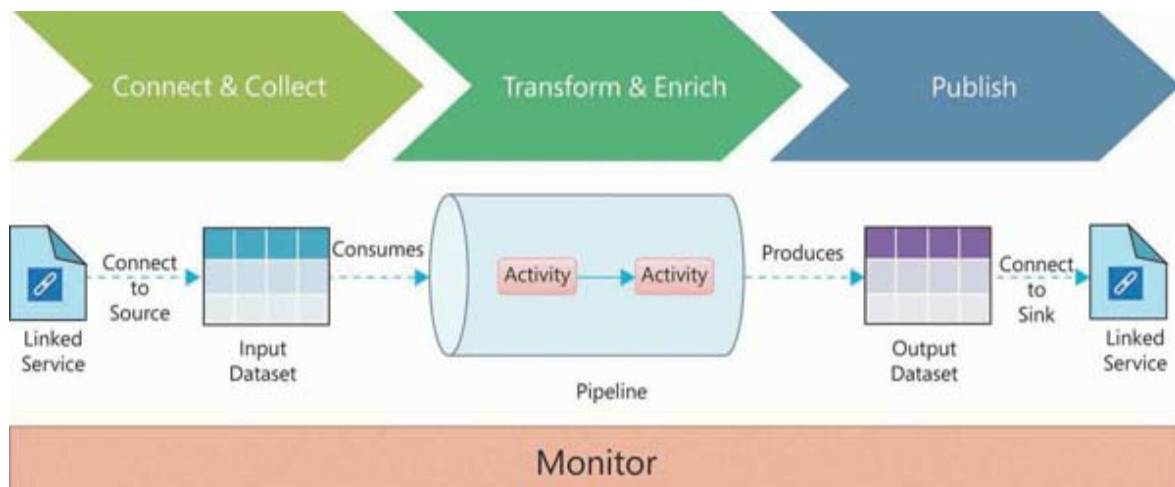 Connect & Collect
Transform & Enrich
Publish
Connect
to
Source
Consumes
Activity
Activity
Produces
Connect
to
Sink
Linked
Service
Input
Dataset
Pipeline
Output
Dataset
Linked
Service
Monitor